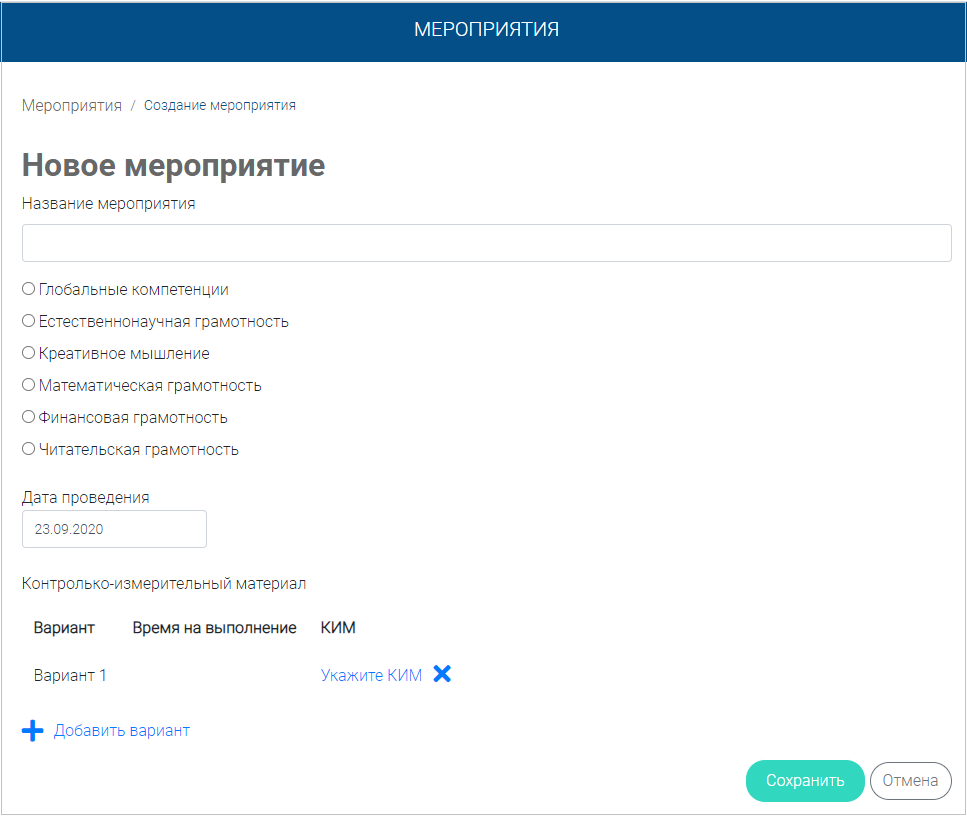 МЕРОПРИЯТИЯ
Мероприятия / Создание мероприятия
Новое мероприятие
Название мероприятия
Глобальные компетенции
Естественнонаучная грамотность
Креативное мышление
Математическая грамотность
Финансовая грамотность
Читательская грамотность
Дата проведения
23.09.2020
Контролько-измерительный материал
Вариант Время на выполнение КИМ
Вариант 1 Укажите КИМ
Добавить вариант
Сохранить Отмена